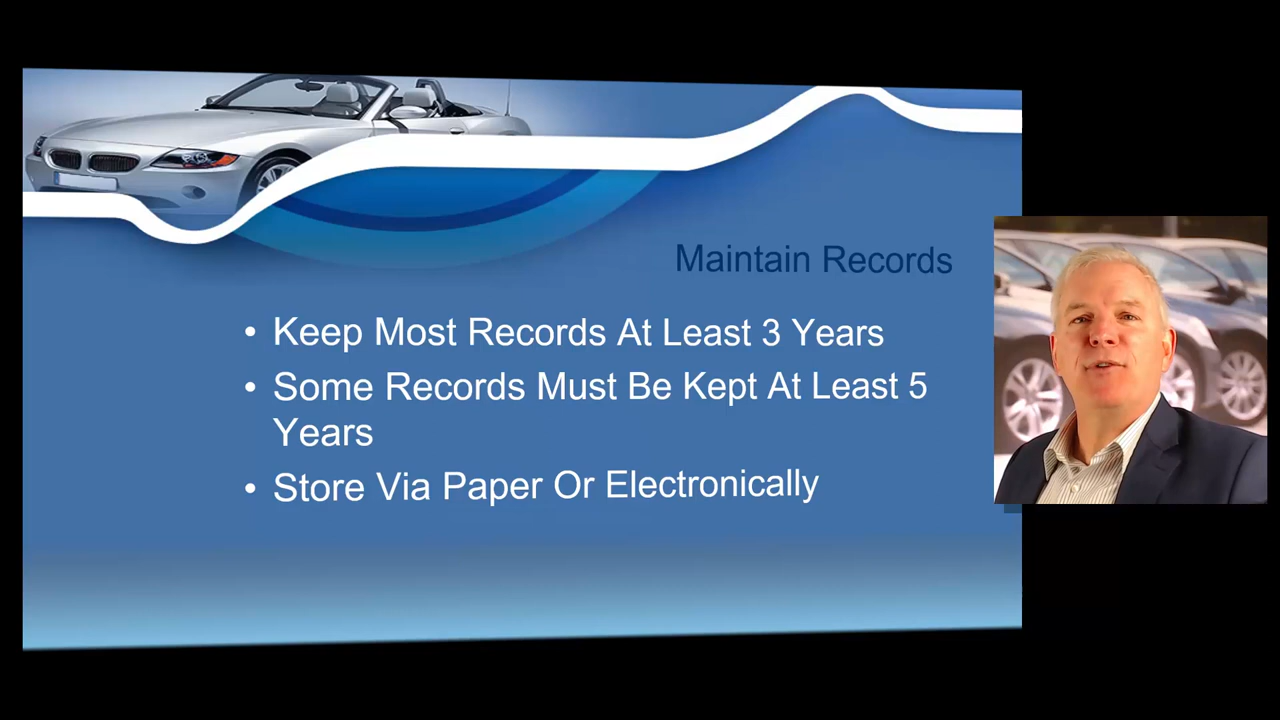 Maintain Records
• Keep Most Records At Least 3 Years
• Some Records Must Be Kept At Least 5
Years
• Store Via Paper Or Electronically